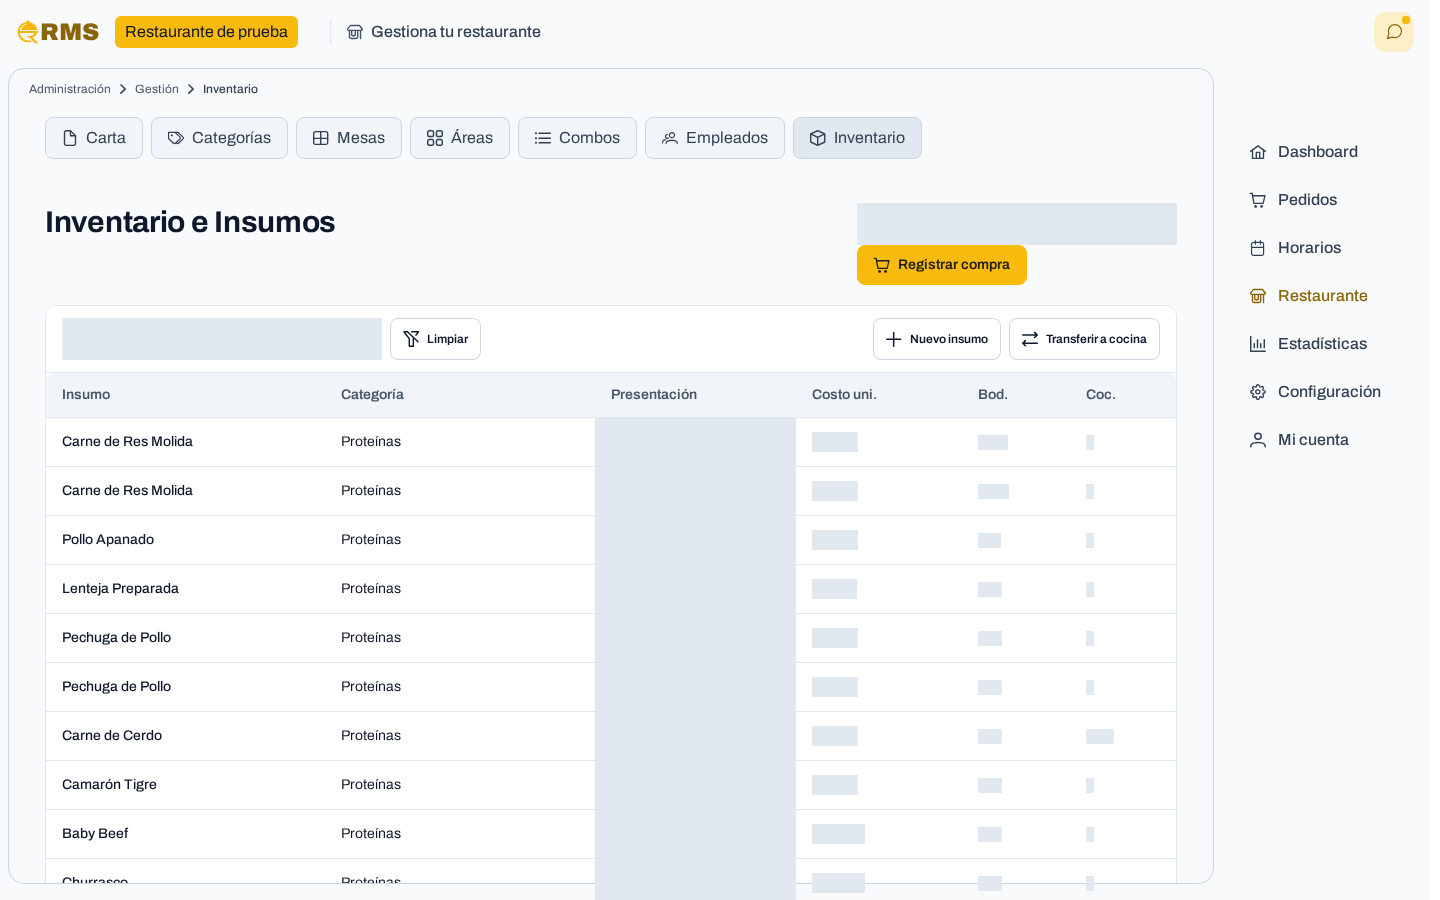 RMS Restaurante de prueba Gestiona tu restaurante
Administración Gestión Inventario
Carta Categorías Mesas Áreas Combos Empleados Inventario
Inventario e Insumos
Registrar compra
Limpiar Nuevo insumo Transferir a cocina
Insumo Categoría Presentación Costo uni. Bod. Coc.
Carne de Res Molida Proteínas
Carne de Res Molida Proteínas
Pollo Apanado Proteínas
Lenteja Preparada Proteínas
Pechuga de Pollo Proteínas
Pechuga de Pollo Proteínas
Carne de Cerdo Proteínas
Camarón Tigre Proteínas
Baby Beef Proteínas
Churrasco Proteínas
Dashboard
Pedidos
Horarios
Restaurante
Estadísticas
Configuración
Mi cuenta